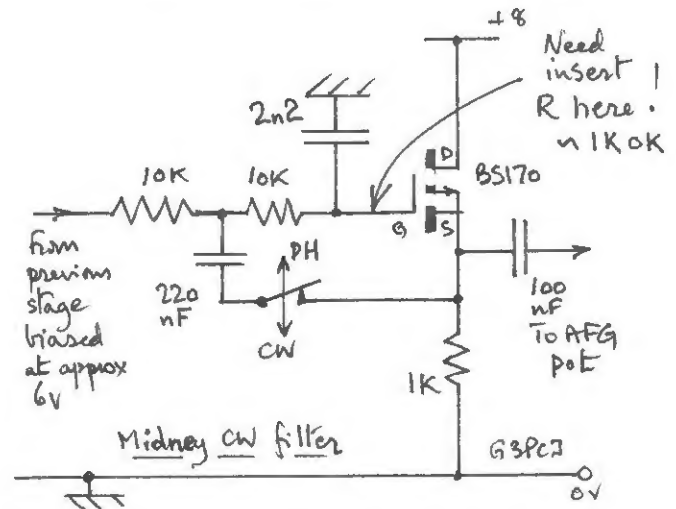 +8
Need
insert !
R here.
~ 1K OK
2n2
10K
10K
D
BS170
G
S
from
previous
stage
biased
at approx
6v
220
nF
PH
CW
100
nF
To AFG
pot
1K
Midney CW filter
G3PCJ
0V